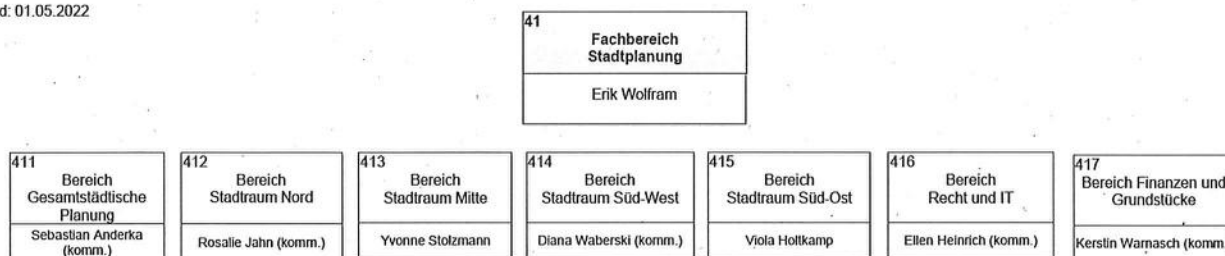 d: 01.05.2022
41
Fachbereich
Stadtplanung
Erik Wolfram
411
Bereich
Gesamtstädtische
Planung
Sebastian Anderka
(komm.)
412
Bereich
Stadtraum Nord
Rosalie Jahn (komm.)
413
Bereich
Stadtraum Mitte
Yvonne Stolzmann
414
Bereich
Stadtraum Süd-West
Diana Waberski (komm.)
415
Bereich
Stadtraum Süd-Ost
Viola Holtkamp
416
Bereich
Recht und IT
Ellen Heinrich (komm.)
417
Bereich Finanzen und
Grundstücke
Kerstin Warnasch (komm.